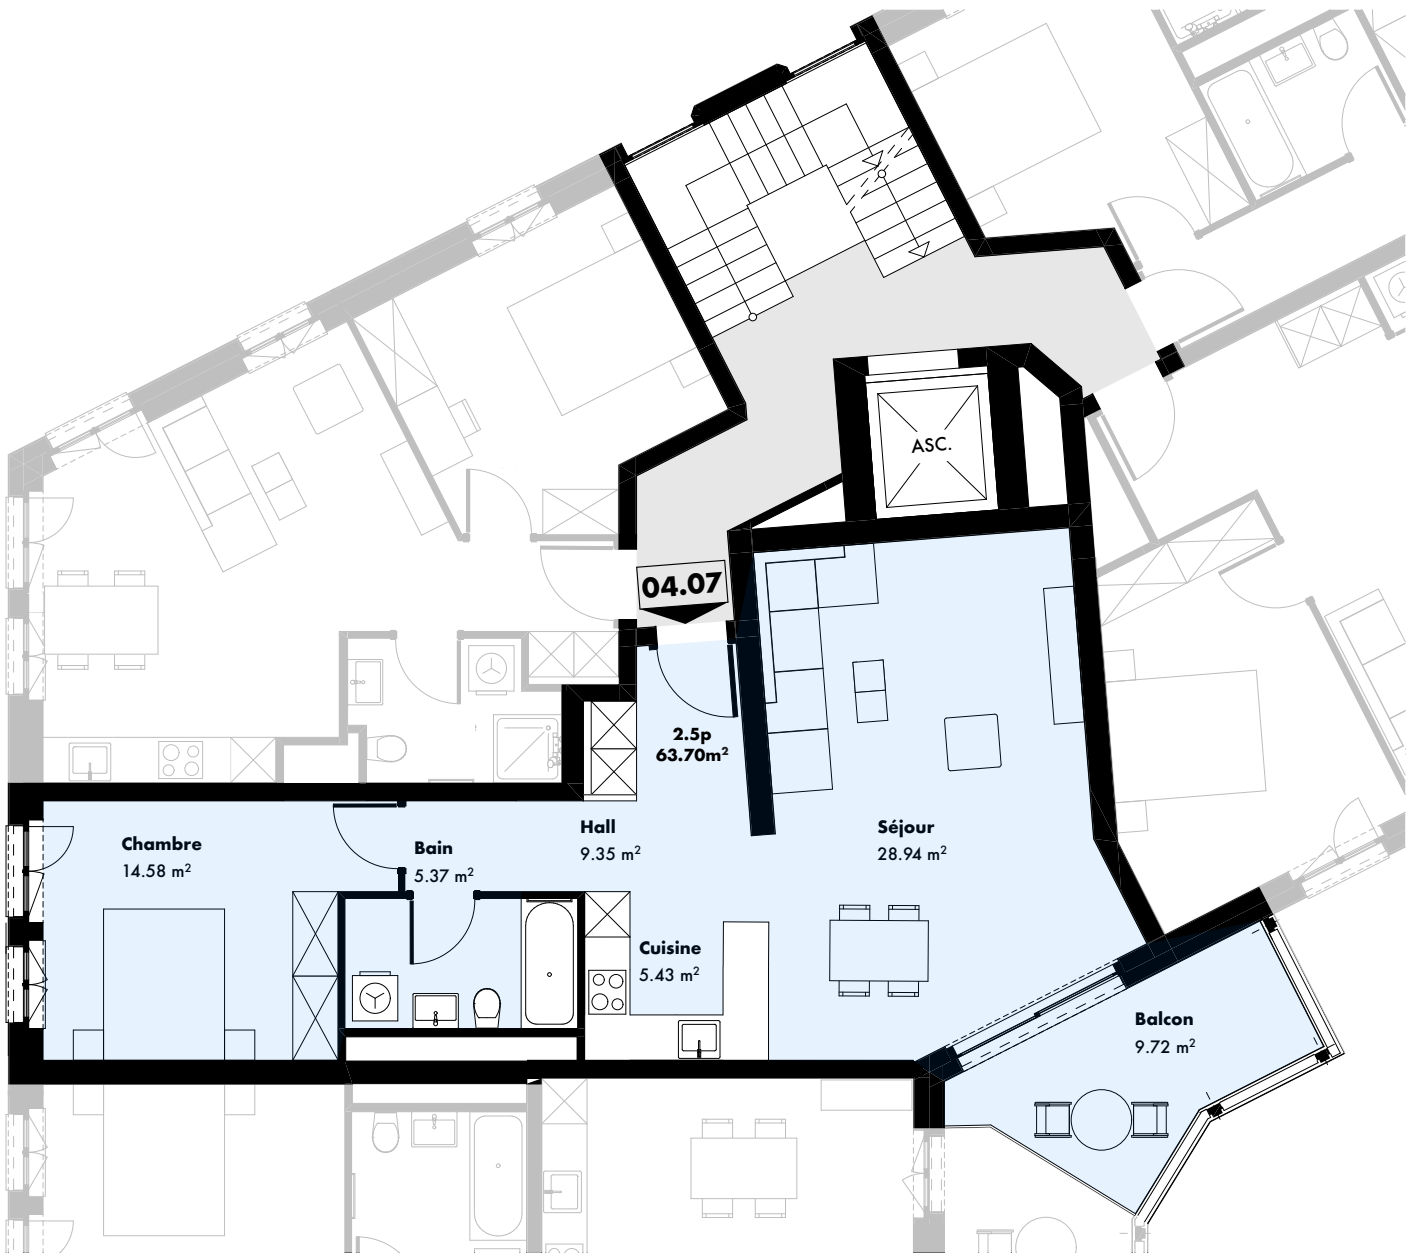 ASC.
04.07
2.5p
63.70m²
Chambre
14.58 m²
Bain
5.37 m²
Hall
9.35 m²
Séjour
28.94 m²
Cuisine
5.43 m²
Balcon
9.72 m²